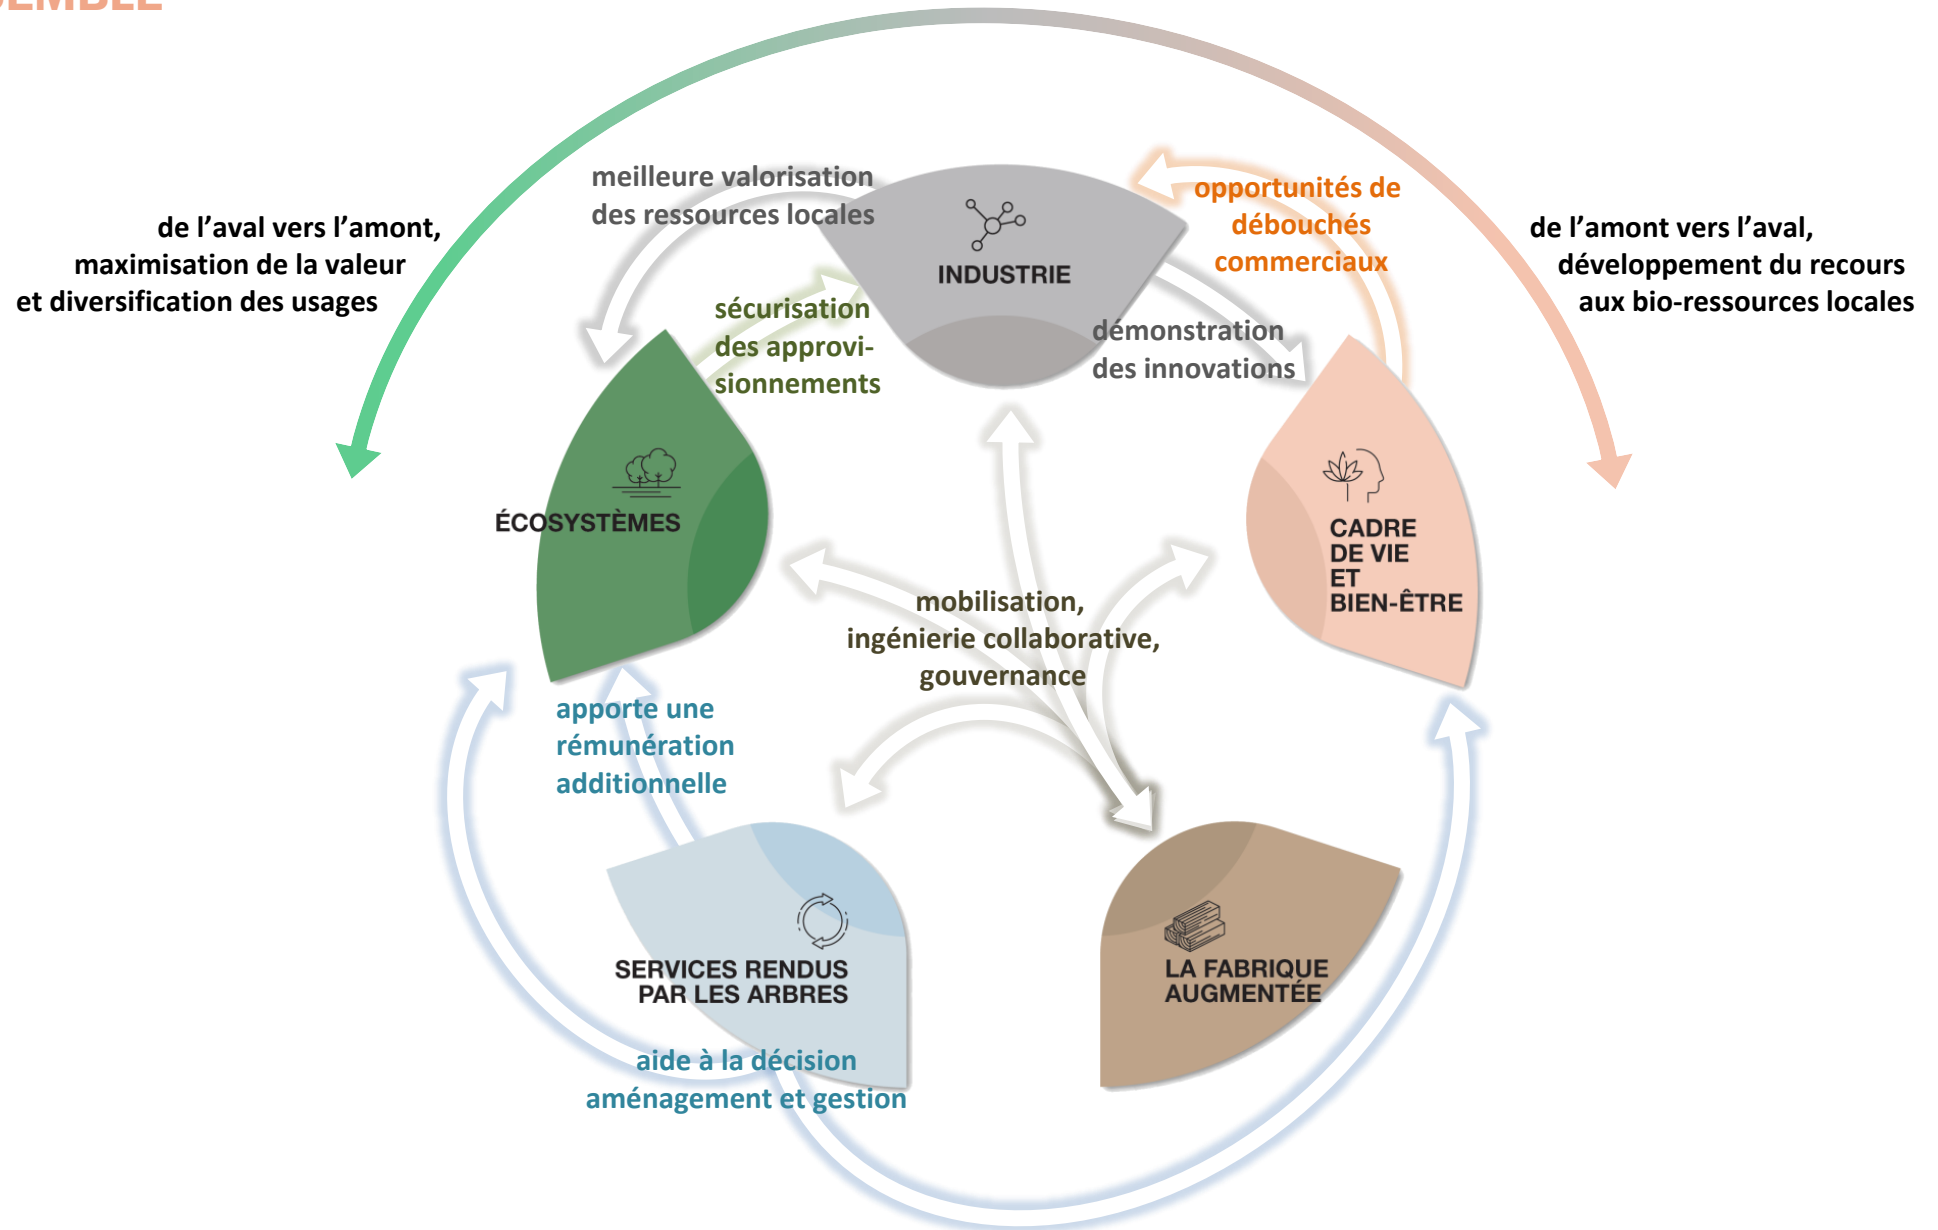 meilleure valorisation
des ressources locales
opportunités de
débouchés
commerciaux
de l'aval vers l'amont,
maximisation de la valeur
et diversification des usages
de l'amont vers l'aval,
développement du recours
aux bio-ressources locales
INDUSTRIE
sécurisation
des approvi-
sionnements
démonstration
des innovations
ÉCOSYSTÈMES
CADRE
DE VIE
ET
BIEN-ÊTRE
mobilisation,
ingénierie collaborative,
gouvernance
apporte une
rémunération
additionnelle
SERVICES RENDUS
PAR LES ARBRES
LA FABRIQUE
AUGMENTÉE
aide à la décision
aménagement et gestion